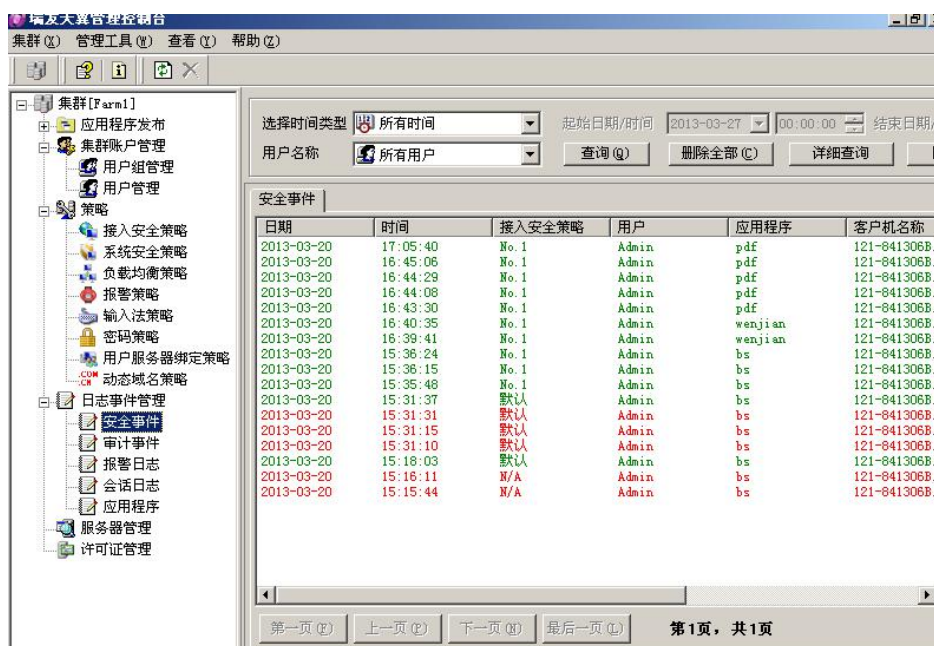 瑞友天翼管理控制台
集群(X) 管理工具(W) 查看(Y) 帮助(Z)
集群[Farm1]
应用程序发布
集群账户管理
用户组管理
用户管理
策略
接入安全策略
系统安全策略
负载均衡策略
报警策略
输入法策略
密码策略
用户服务器绑定策略
.COM .CN 动态域名策略
日志事件管理
安全事件
审计事件
报警日志
会话日志
应用程序
服务器管理
许可证管理
选择时间类型 所有时间 起始日期/时间 2013-03-27 00:00:00 结束日期/
用户名称 所有用户 查询(Q) 删除全部(C) 详细查询
安全事件
日期 时间 接入安全策略 用户 应用程序 客户机名称
2013-03-20 17:05:40 No.1 Admin pdf 121-841306B.
2013-03-20 16:45:06 No.1 Admin pdf 121-841306B.
2013-03-20 16:44:29 No.1 Admin pdf 121-841306B.
2013-03-20 16:44:08 No.1 Admin pdf 121-841306B.
2013-03-20 16:43:30 No.1 Admin pdf 121-841306B.
2013-03-20 16:40:35 No.1 Admin wenjian 121-841306B.
2013-03-20 16:39:41 No.1 Admin wenjian 121-841306B.
2013-03-20 15:36:24 No.1 Admin bs 121-841306B.
2013-03-20 15:36:15 No.1 Admin bs 121-841306B.
2013-03-20 15:35:48 No.1 Admin bs 121-841306B.
2013-03-20 15:31:37 默认 Admin bs 121-841306B.
2013-03-20 15:31:31 默认 Admin bs 121-841306B.
2013-03-20 15:31:15 默认 Admin bs 121-841306B.
2013-03-20 15:31:10 默认 Admin bs 121-841306B.
2013-03-20 15:18:03 默认 Admin bs 121-841306B.
2013-03-20 15:16:11 N/A Admin bs 121-841306B.
2013-03-20 15:15:44 N/A Admin bs 121-841306B.
第一页(F) 上一页(P) 下一页(N) 最后一页(L) 第1页，共1页